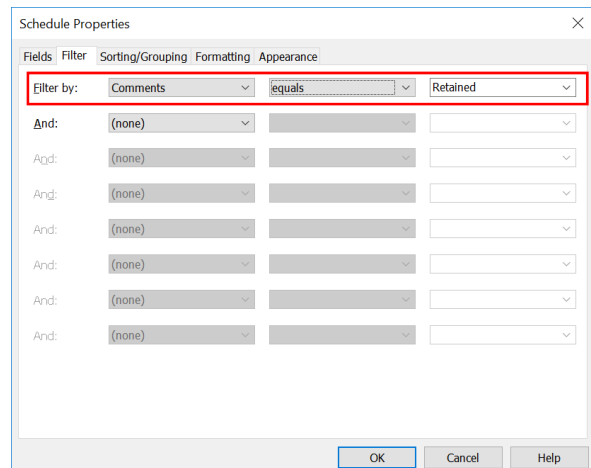 Schedule Properties
Fields Filter Sorting/Grouping Formatting Appearance
Filter by: Comments equals Retained
And: (none)
And: (none)
And: (none)
And: (none)
And: (none)
And: (none)
And: (none)
OK Cancel Help